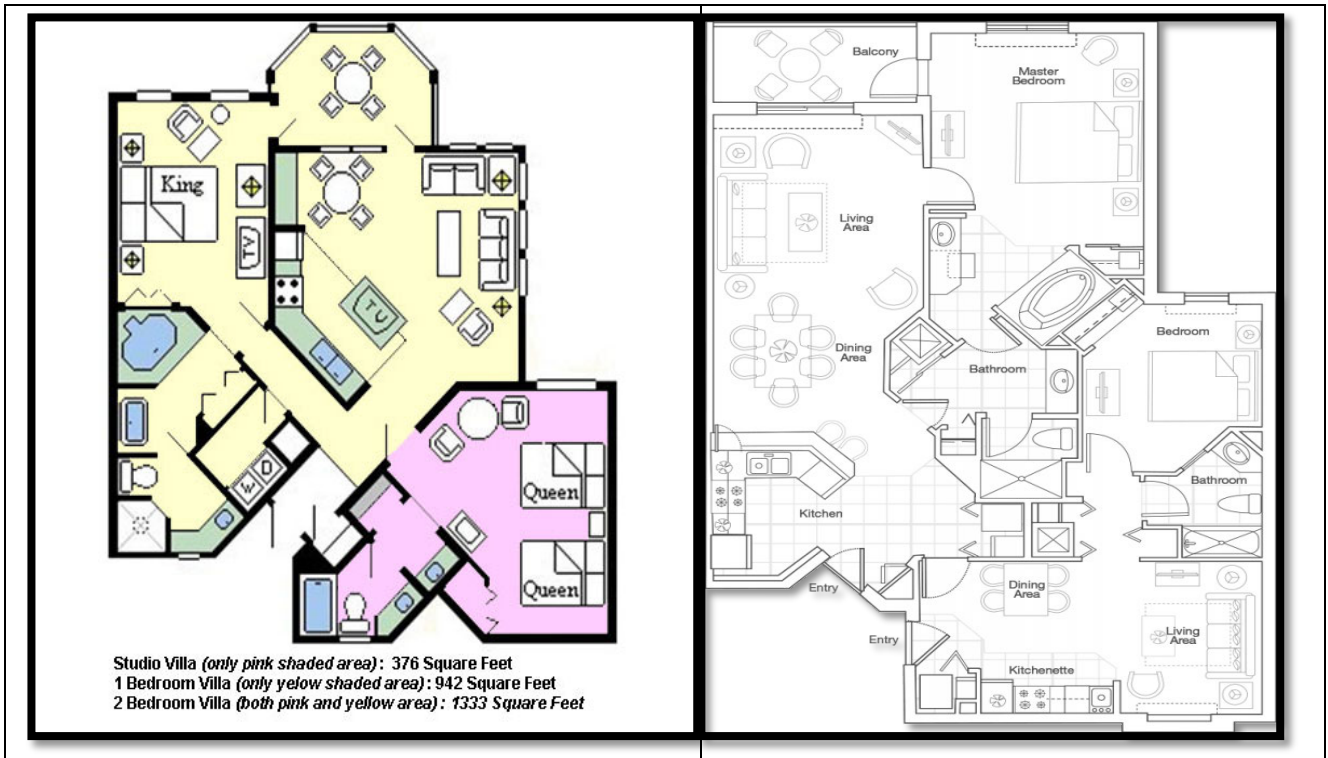 King
TV
TV
W
D
Queen
Queen
Studio Villa (only pink shaded area) : 376 Square Feet
1 Bedroom Villa (only yelow shaded area) : 942 Square Feet
2 Bedroom Villa (both pink and yellow area) : 1333 Square Feet
Balcony
Master
Bedroom
Living
Area
Dining
Area
Bathroom
Bedroom
Bathroom
Kitchen
Entry
Dining
Area
Entry
Living
Area
Kitchenette